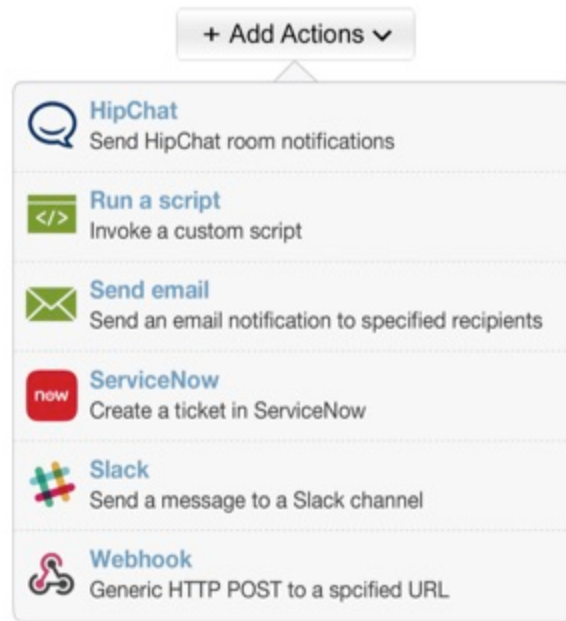 + Add Actions
HipChat
Send HipChat room notifications
</>
Run a script
Invoke a custom script
Send email
Send an email notification to specified recipients
now
ServiceNow
Create a ticket in ServiceNow
Slack
Send a message to a Slack channel
Webhook
Generic HTTP POST to a spcified URL